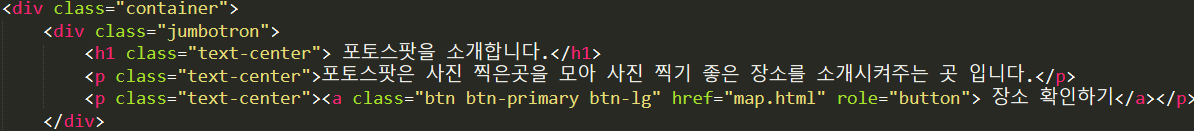 <div class="container">
<div class="jumbotron">
<h1 class="text-center"> 포토스팟을 소개합니다.</h1>
<p class="text-center">포토스팟은 사진 찍은곳을 모아 사진 찍기 좋은 장소를 소개시켜주는 곳 입니다.</p>
<p class="text-center"><a class="btn btn-primary btn-lg" href="map.html" role="button"> 장소 확인하기</a></p>
</div>